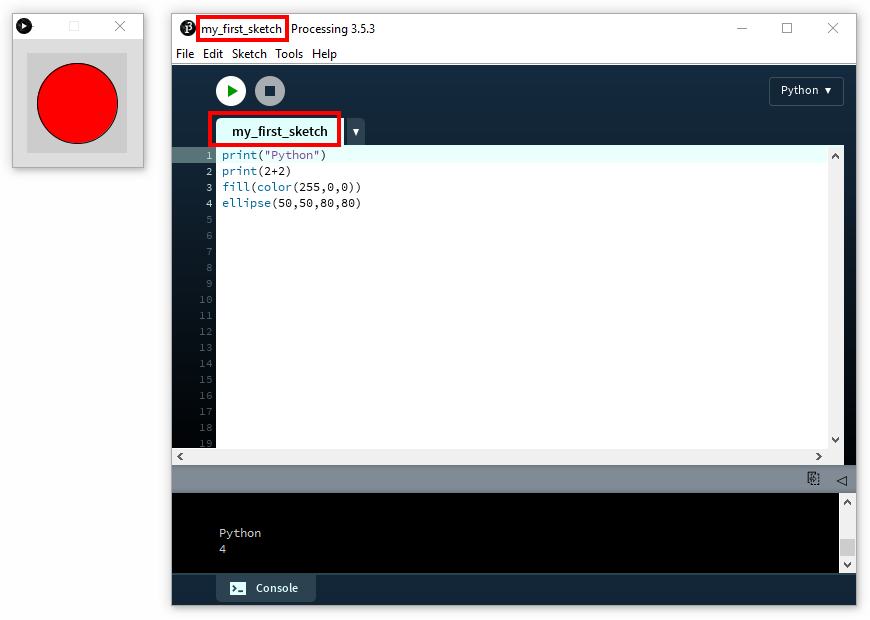 my_first_sketch | Processing 3.5.3
File Edit Sketch Tools Help
Python ▼
my_first_sketch ▼
1 print("Python")
2 print(2+2)
3 fill(color(255,0,0))
4 ellipse(50,50,80,80)
5
6
7
8
9
10
11
12
13
14
15
16
17
18
19
Python
4
Console